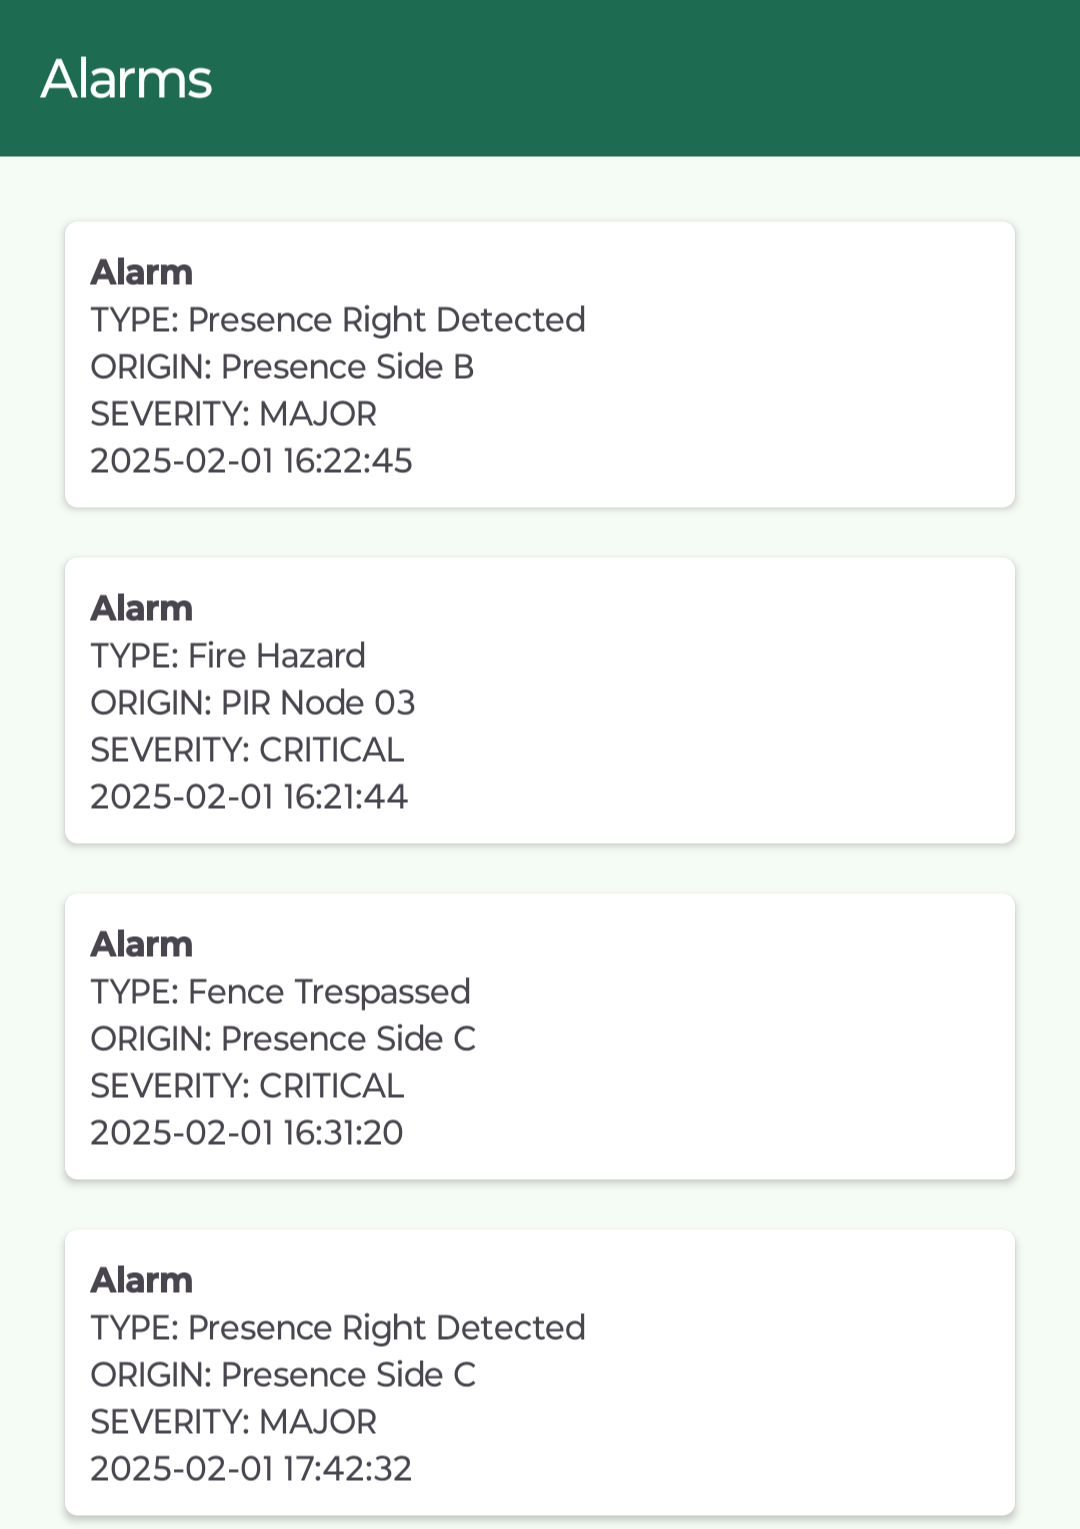 Alarms
Alarm
TYPE: Presence Right Detected
ORIGIN: Presence Side B
SEVERITY: MAJOR
2025-02-01 16:22:45
Alarm
TYPE: Fire Hazard
ORIGIN: PIR Node 03
SEVERITY: CRITICAL
2025-02-01 16:21:44
Alarm
TYPE: Fence Trespassed
ORIGIN: Presence Side C
SEVERITY: CRITICAL
2025-02-01 16:31:20
Alarm
TYPE: Presence Right Detected
ORIGIN: Presence Side C
SEVERITY: MAJOR
2025-02-01 17:42:32